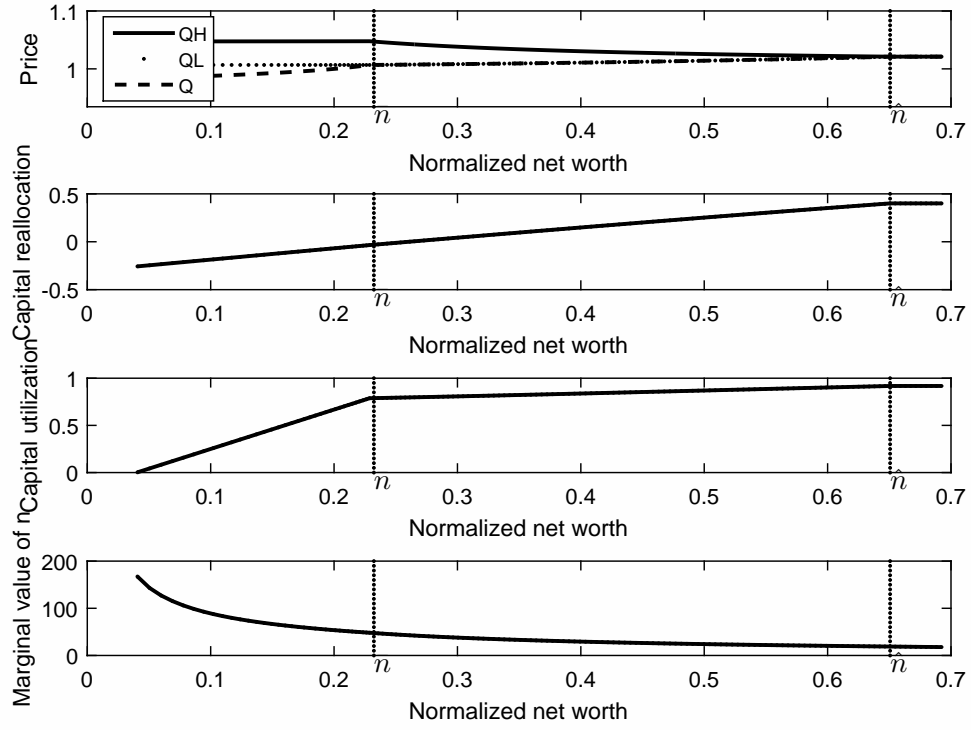 1.1
Price
QH
QL
Q
1
0 0.1 0.2 n 0.3 0.4 0.5 0.6 n̂ 0.7
Normalized net worth
Capital reallocation
0.5
0
-0.5
0 0.1 0.2 n 0.3 0.4 0.5 0.6 n̂ 0.7
Normalized net worth
Capital utilization
1
0.5
0
0 0.1 0.2 n 0.3 0.4 0.5 0.6 n̂ 0.7
Normalized net worth
Marginal value of n
200
100
0
0 0.1 0.2 n 0.3 0.4 0.5 0.6 n̂ 0.7
Normalized net worth